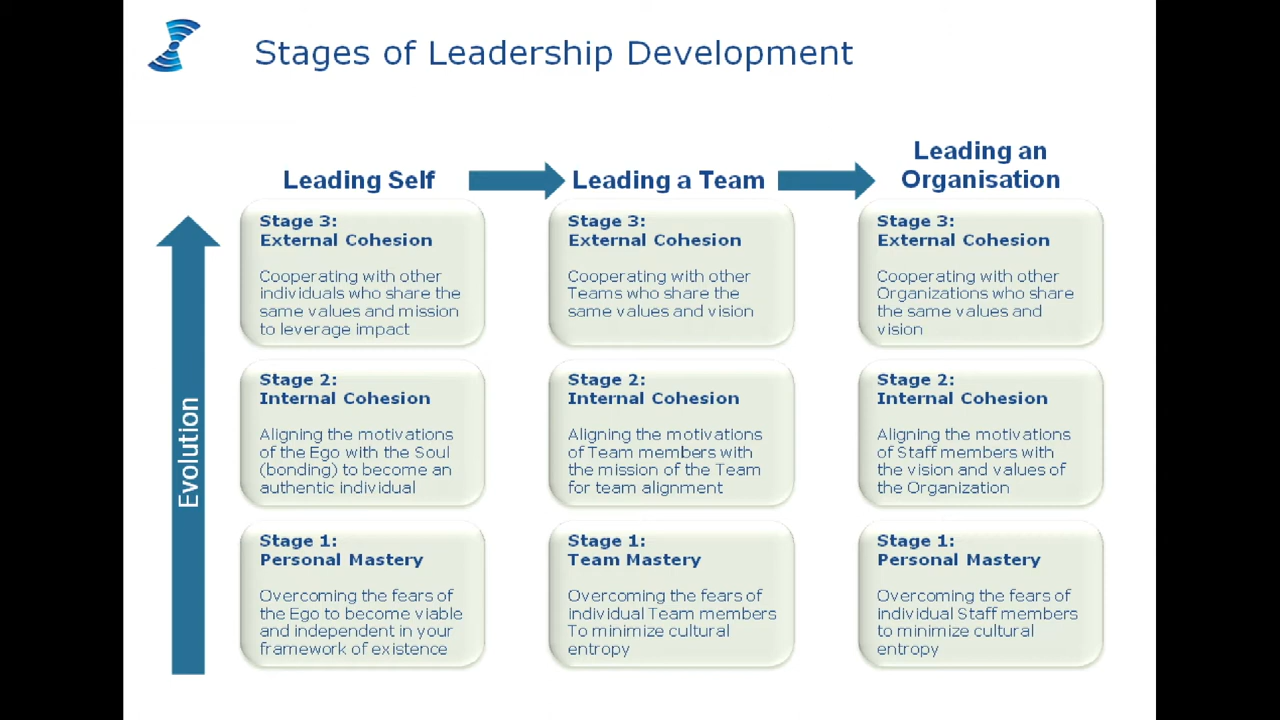 Stages of Leadership Development
Leading Self
Leading a Team
Leading an
Organisation
Evolution
Stage 3:
External Cohesion
Cooperating with other
individuals who share the
same values and mission
to leverage impact
Stage 3:
External Cohesion
Cooperating with other
Teams who share the
same values and vision
Stage 3:
External Cohesion
Cooperating with other
Organizations who share
the same values and
vision
Stage 2:
Internal Cohesion
Aligning the motivations
of the Ego with the Soul
(bonding) to become an
authentic individual
Stage 2:
Internal Cohesion
Aligning the motivations
of Team members with
the mission of the Team
for team alignment
Stage 2:
Internal Cohesion
Aligning the motivations
of Staff members with
the vision and values of
the Organization
Stage 1:
Personal Mastery
Overcoming the fears of
the Ego to become viable
and independent in your
framework of existence
Stage 1:
Team Mastery
Overcoming the fears of
individual Team members
To minimize cultural
entropy
Stage 1:
Personal Mastery
Overcoming the fears of
individual Staff members
to minimize cultural
entropy